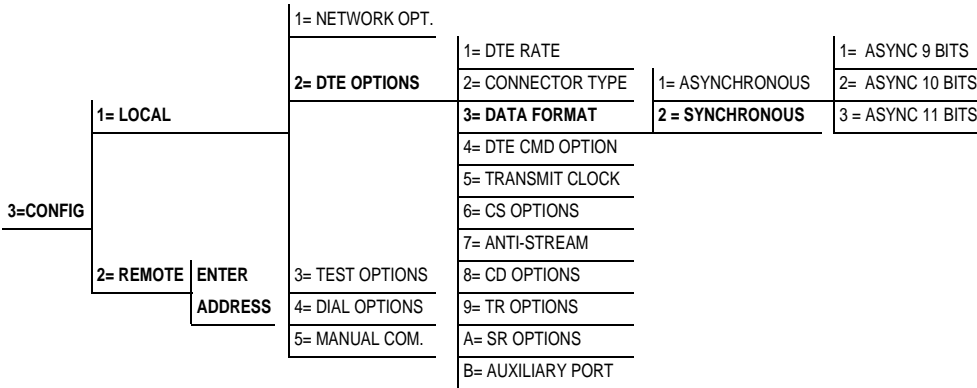 1= NETWORK OPT.
1= DTE RATE
1= ASYNC 9 BITS
2= DTE OPTIONS
2= CONNECTOR TYPE
1= ASYNCHRONOUS
2= ASYNC 10 BITS
1= LOCAL
3= DATA FORMAT
2 = SYNCHRONOUS
3 = ASYNC 11 BITS
4= DTE CMD OPTION
5= TRANSMIT CLOCK
3=CONFIG
6= CS OPTIONS
7= ANTI-STREAM
2= REMOTE
ENTER
3= TEST OPTIONS
8= CD OPTIONS
ADDRESS
4= DIAL OPTIONS
9= TR OPTIONS
5= MANUAL COM.
A= SR OPTIONS
B= AUXILIARY PORT